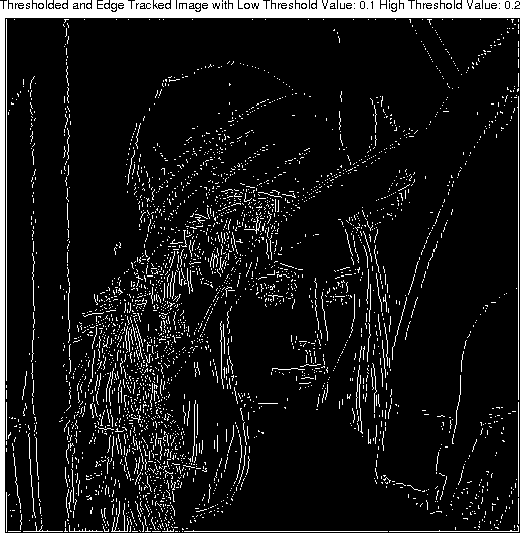 Thresholded and Edge Tracked Image with Low Threshold Value: 0.1 High Threshold Value: 0.2